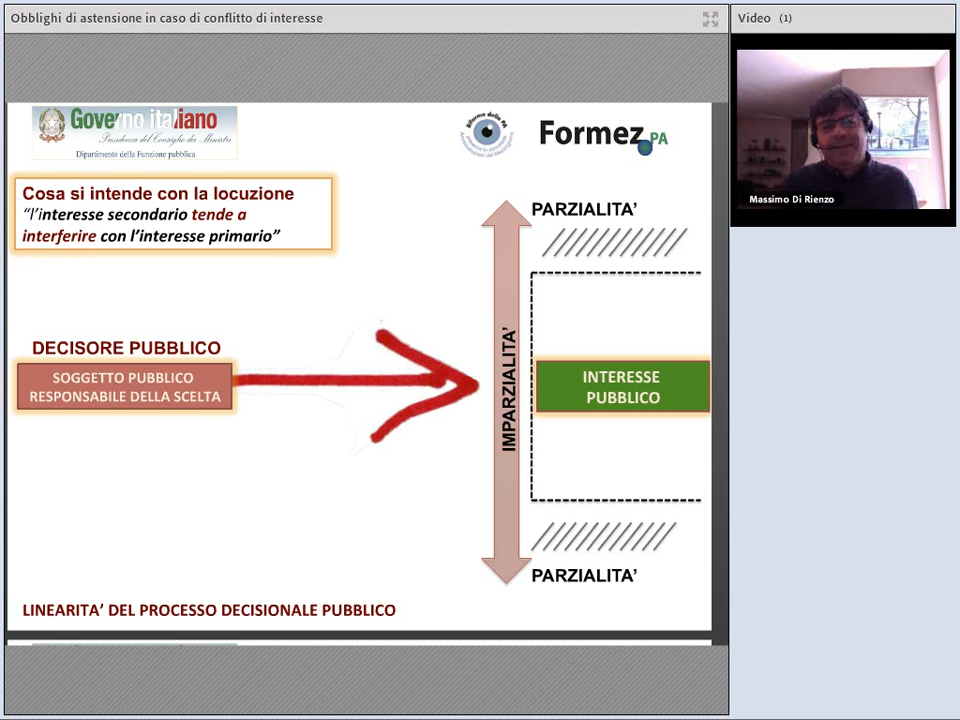 Obblighi di astensione in caso di conflitto di interesse
Video (1)
Massimo Di Rienzo
Governo italiano
Presidenza del Consiglio dei Ministri
Dipartimento della Funzione pubblica
Formez PA
Cosa si intende con la locuzione
“l’interesse secondario tende a
interferire con l’interesse primario”
PARZIALITA’
DECISORE PUBBLICO
SOGGETTO PUBBLICO
RESPONSABILE DELLA SCELTA
IMPARZIALITA’
INTERESSE
PUBBLICO
PARZIALITA’
LINEARITA’ DEL PROCESSO DECISIONALE PUBBLICO